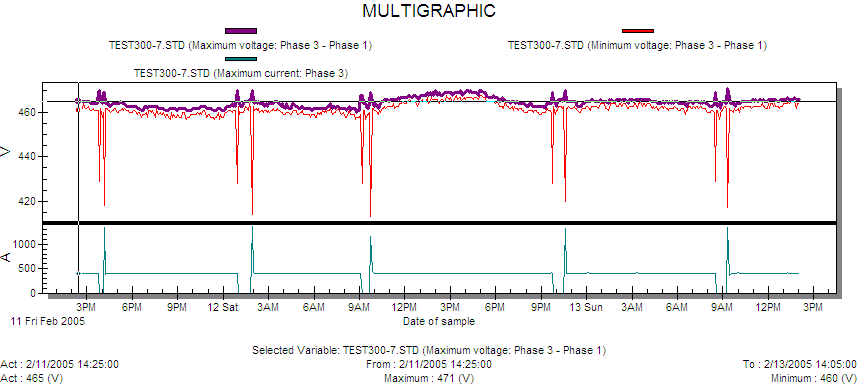 MULTIGRAPHIC
TEST300-7.STD (Maximum voltage: Phase 3 - Phase 1)
TEST300-7.STD (Minimum voltage: Phase 3 - Phase 1)
TEST300-7.STD (Maximum current: Phase 3)
460
V
440
420
1000
A
500
0
3PM 6PM 9PM 12 Sat 3AM 6AM 9AM 12PM 3PM 6PM 9PM 13 Sun 3AM 6AM 9AM 12PM 3PM
11 Fri Feb 2005 Date of sample
Selected Variable: TEST300-7.STD (Maximum voltage: Phase 3 - Phase 1)
Act : 2/11/2005 14:25:00 From : 2/11/2005 14:25:00 To : 2/13/2005 14:05:00
Act : 465 (V) Maximum : 471 (V) Minimum : 460 (V)